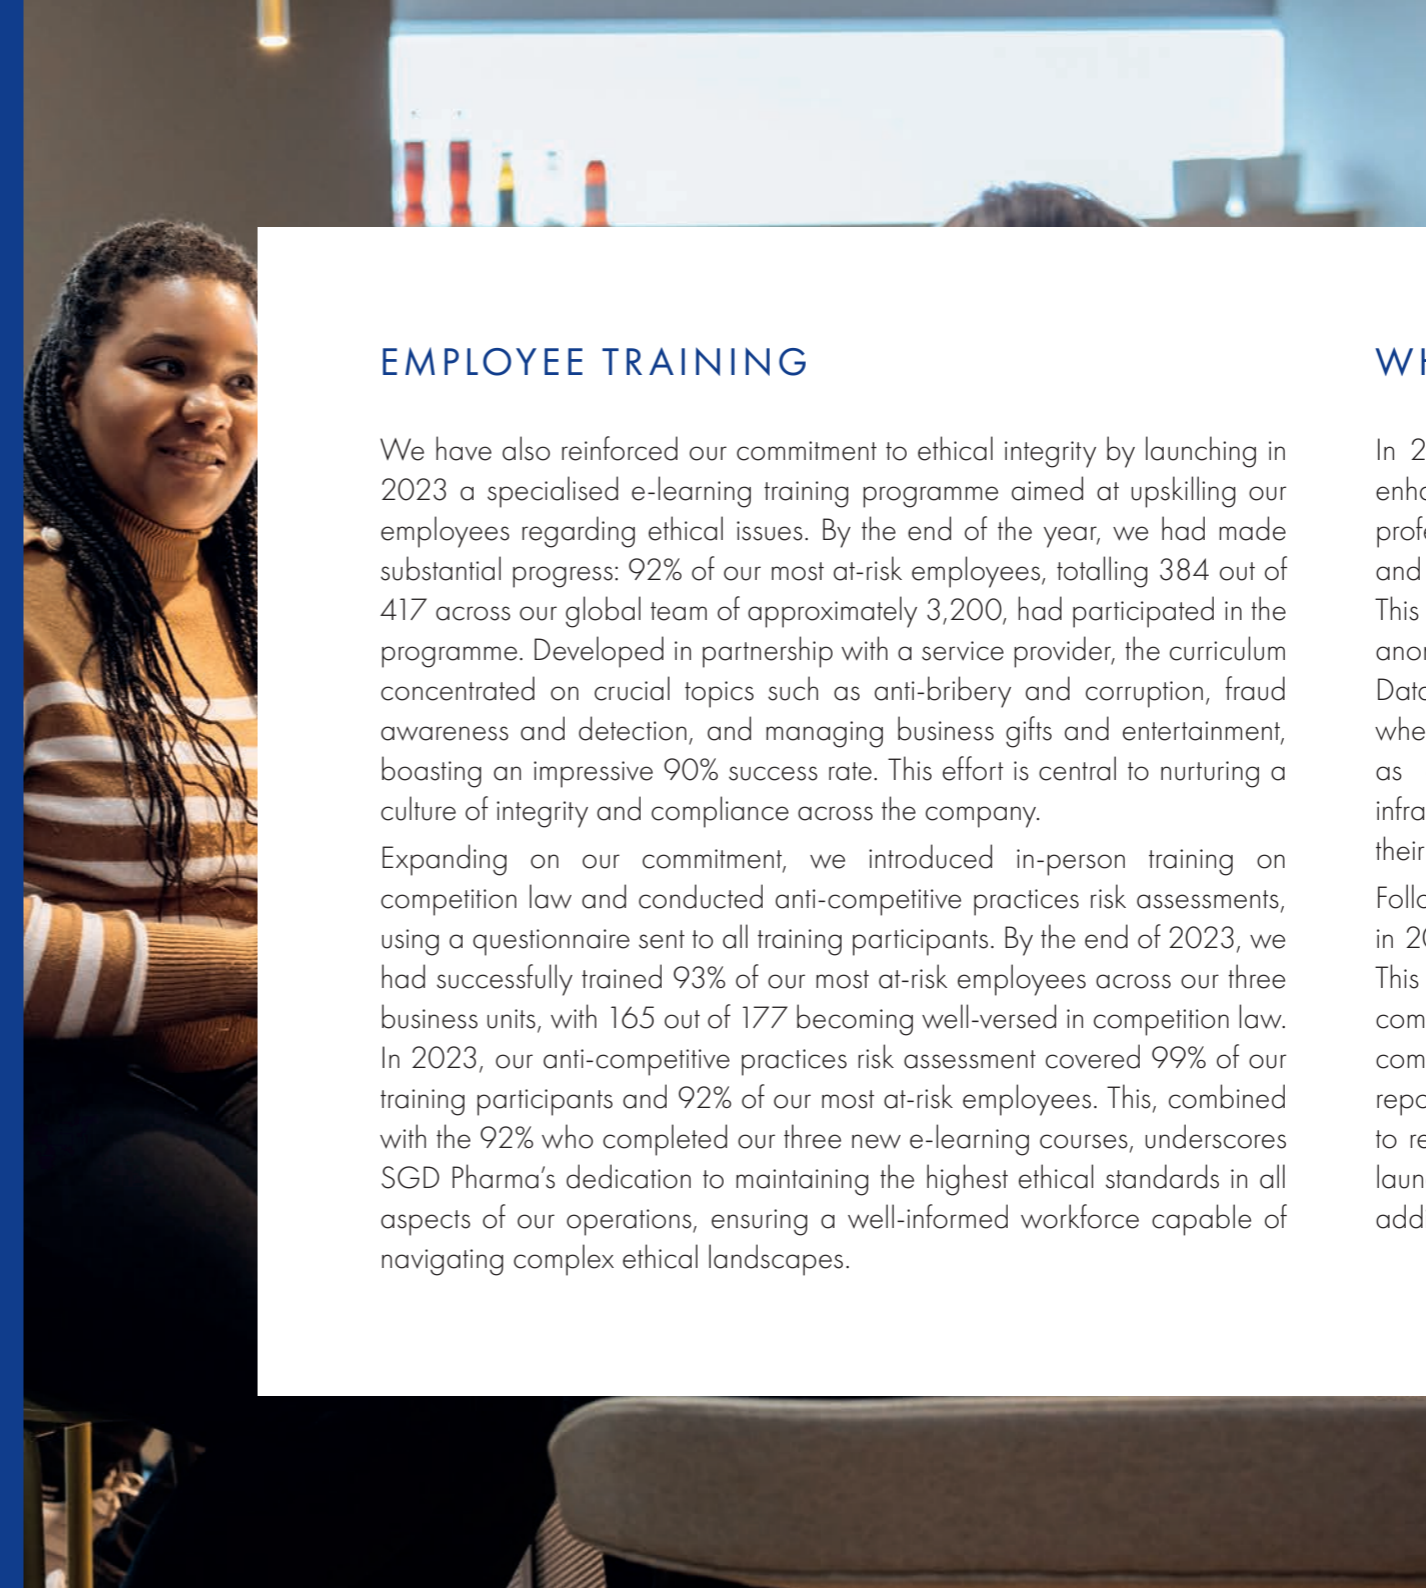 EMPLOYEE TRAINING
We have also reinforced our commitment to ethical integrity by launching in
2023 a specialised e-learning training programme aimed at upskilling our
employees regarding ethical issues. By the end of the year, we had made
substantial progress: 92% of our most at-risk employees, totalling 384 out of
417 across our global team of approximately 3,200, had participated in the
programme. Developed in partnership with a service provider, the curriculum
concentrated on crucial topics such as anti-bribery and corruption, fraud
awareness and detection, and managing business gifts and entertainment,
boasting an impressive 90% success rate. This effort is central to nurturing a
culture of integrity and compliance across the company.
Expanding on our commitment, we introduced in-person training on
competition law and conducted anti-competitive practices risk assessments,
using a questionnaire sent to all training participants. By the end of 2023, we
had successfully trained 93% of our most at-risk employees across our three
business units, with 165 out of 177 becoming well-versed in competition law.
In 2023, our anti-competitive practices risk assessment covered 99% of our
training participants and 92% of our most at-risk employees. This, combined
with the 92% who completed our three new e-learning courses, underscores
SGD Pharma's dedication to maintaining the highest ethical standards in all
aspects of our operations, ensuring a well-informed workforce capable of
navigating complex ethical landscapes.
In
and
This
as
their
in
This
to